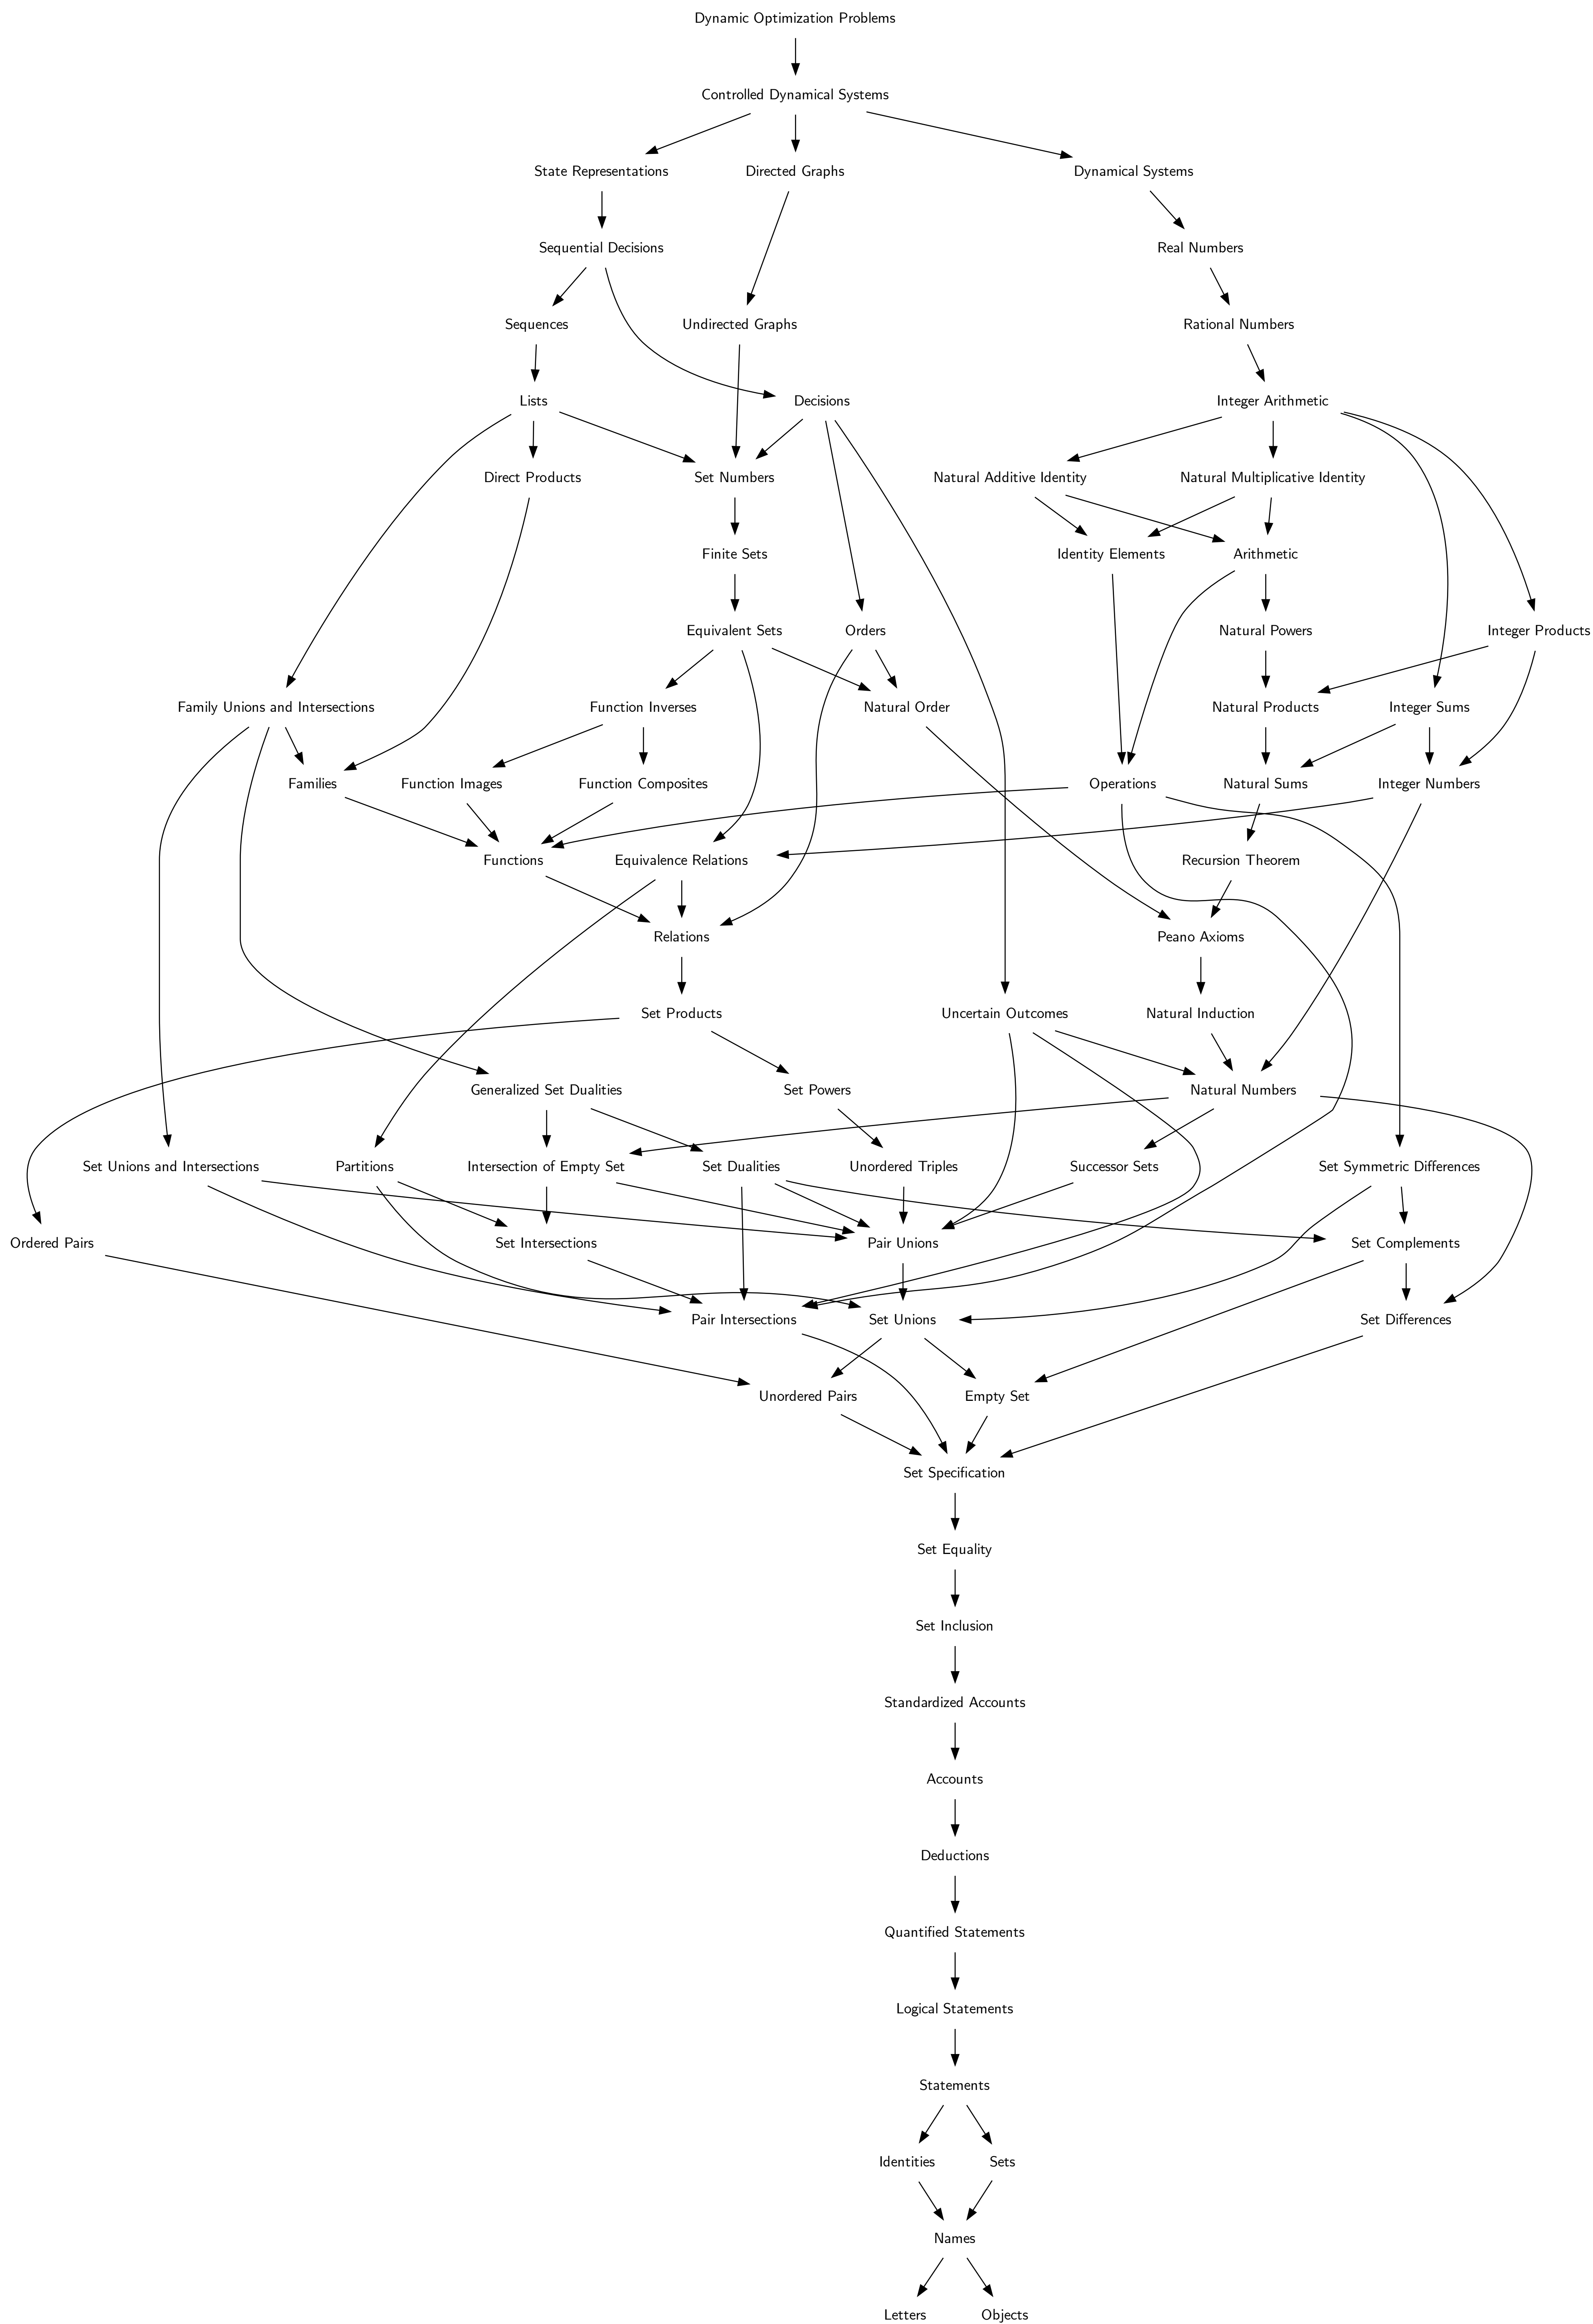 Dynamic Optimization Problems
Controlled Dynamical Systems
State Representations
Directed Graphs
Dynamical Systems
Sequential Decisions
Real Numbers
Sequences
Undirected Graphs
Rational Numbers
Lists
Decisions
Integer Arithmetic
Direct Products
Set Numbers
Natural Additive Identity
Natural Multiplicative Identity
Finite Sets
Identity Elements
Arithmetic
Equivalent Sets
Orders
Natural Powers
Integer Products
Family Unions and Intersections
Function Inverses
Natural Order
Natural Products
Integer Sums
Families
Function Images
Function Composites
Operations
Natural Sums
Integer Numbers
Functions
Equivalence Relations
Recursion Theorem
Relations
Peano Axioms
Set Products
Uncertain Outcomes
Natural Induction
Generalized Set Dualities
Set Powers
Natural Numbers
Set Unions and Intersections
Partitions
Intersection of Empty Set
Set Dualities
Unordered Triples
Successor Sets
Set Symmetric Differences
Ordered Pairs
Set Intersections
Pair Unions
Set Complements
Pair Intersections
Set Unions
Set Differences
Unordered Pairs
Empty Set
Set Specification
Set Equality
Set Inclusion
Standardized Accounts
Accounts
Deductions
Quantified Statements
Logical Statements
Statements
Identities
Sets
Names
Letters
Objects